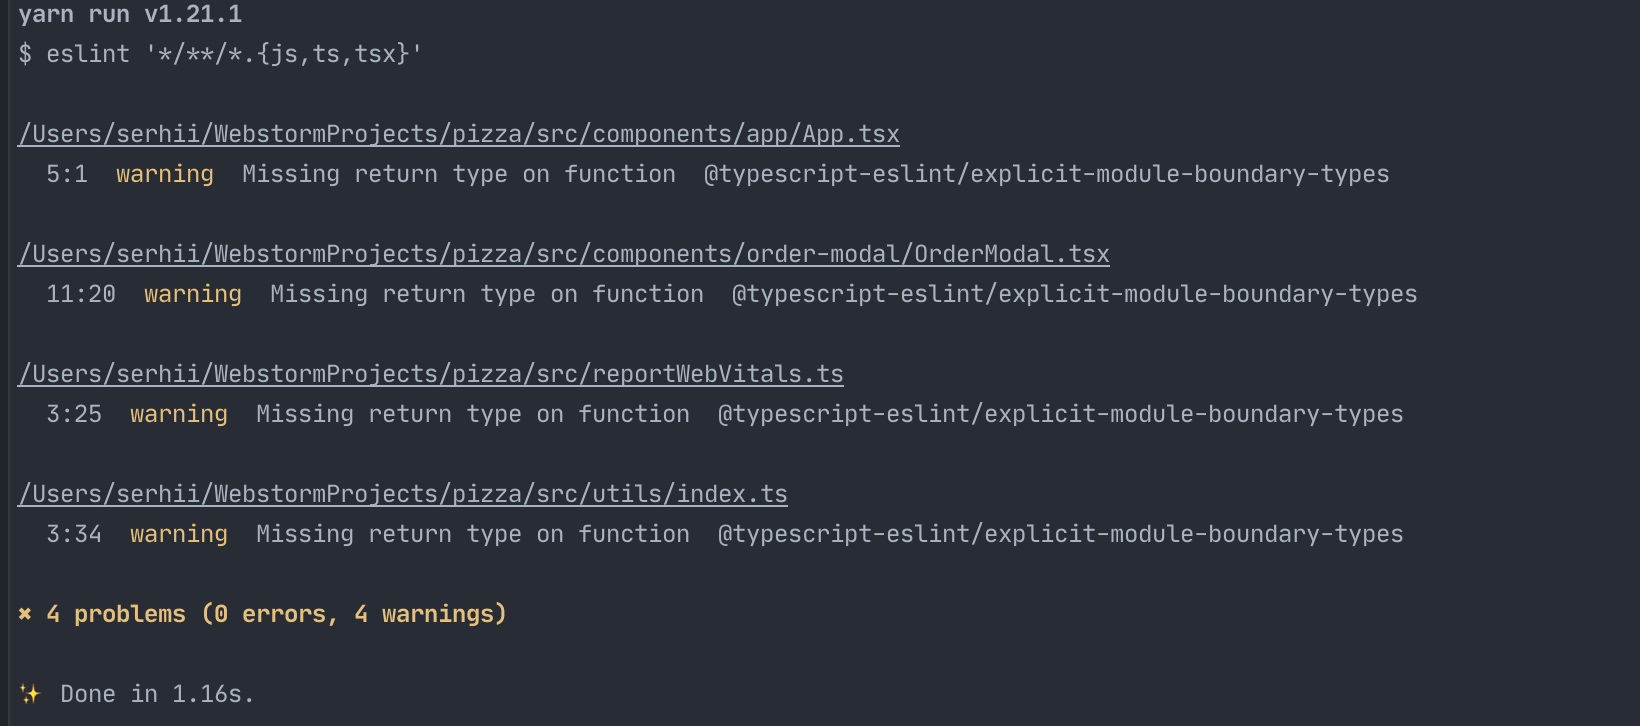 yarn run v1.21.1
$ eslint '*/**/*.{js,ts,tsx}'
/Users/serhii/WebstormProjects/pizza/src/components/app/App.tsx
5:1  warning  Missing return type on function  @typescript-eslint/explicit-module-boundary-types
/Users/serhii/WebstormProjects/pizza/src/components/order-modal/OrderModal.tsx
11:20  warning  Missing return type on function  @typescript-eslint/explicit-module-boundary-types
/Users/serhii/WebstormProjects/pizza/src/reportWebVitals.ts
3:25  warning  Missing return type on function  @typescript-eslint/explicit-module-boundary-types
/Users/serhii/WebstormProjects/pizza/src/utils/index.ts
3:34  warning  Missing return type on function  @typescript-eslint/explicit-module-boundary-types
✖ 4 problems (0 errors, 4 warnings)
✨ Done in 1.16s.